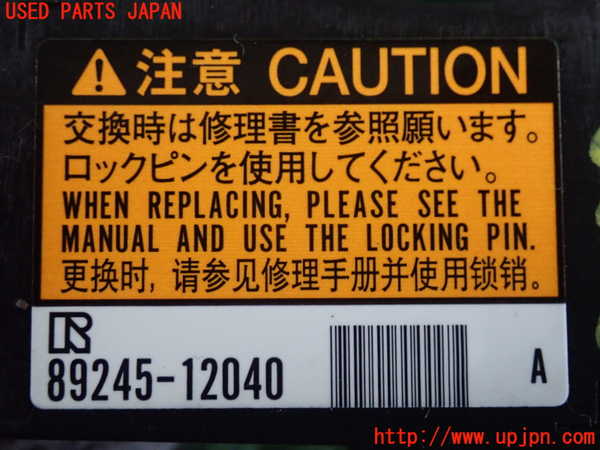 USED PARTS JAPAN
注意 CAUTION
交換時は修理書を参照願います。
ロックピンを使用してください。
WHEN REPLACING, PLEASE SEE THE
MANUAL AND USE THE LOCKING PIN.
更换时,请参见修理手册并使用锁销。
R
89245-12040
A
http://www.upjpn.com/